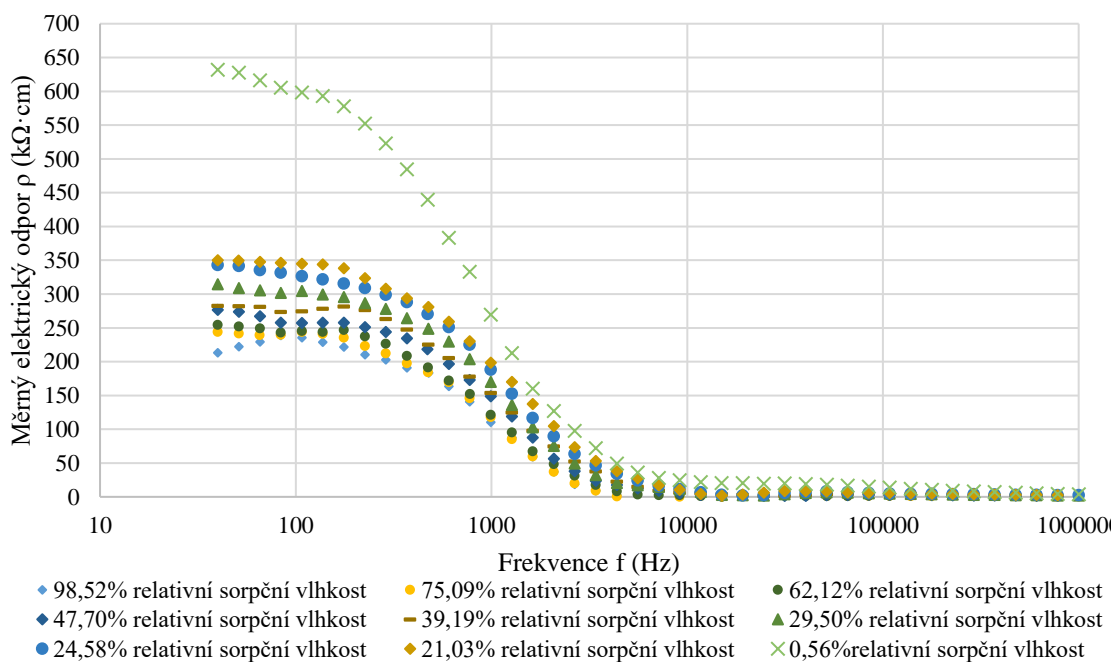 Měrný elektrický odpor ρ (kΩ·cm)
700
650
600
550
500
450
400
350
300
250
200
150
100
50
0
10 100 1000 10000 100000 1000000
Frekvence f (Hz)
98,52% relativní sorpční vlhkost 75,09% relativní sorpční vlhkost 62,12% relativní sorpční vlhkost
47,70% relativní sorpční vlhkost 39,19% relativní sorpční vlhkost 29,50% relativní sorpční vlhkost
24,58% relativní sorpční vlhkost 21,03% relativní sorpční vlhkost 0,56%relativní sorpční vlhkost